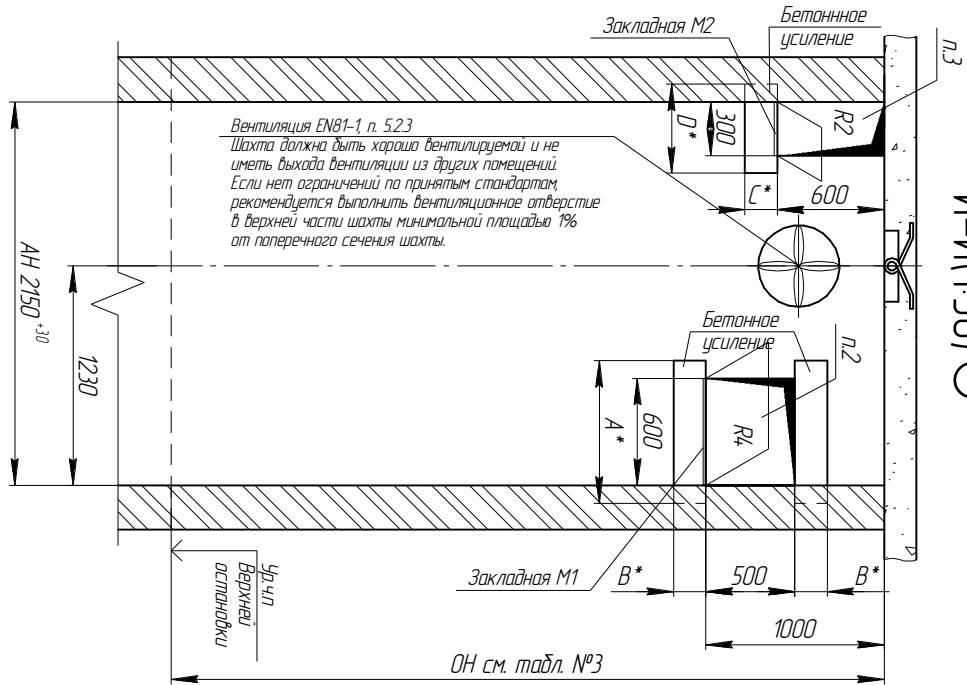 Закладная М2
Бетоннное
усиление
п.3
R2
D*
300
C*
600
Вентиляция EN81-1, п. 5.2.3
Шахта должна быть хорошо вентилируемой и не
иметь выхода вентиляции из других помещений.
Если нет ограничений по принятым стандартам,
рекомендуется выполнить вентиляционное отверстие
в верхней части шахты минимальной площадью 1%
от поперечного сечения шахты.
АН 2150 +30
1230
Бетонное
усиление
п.2
R4
A*
600
Закладная М1
B*
500
B*
1000
Ур.ч.п
Верхней
остановки
ОН см. табл. №3